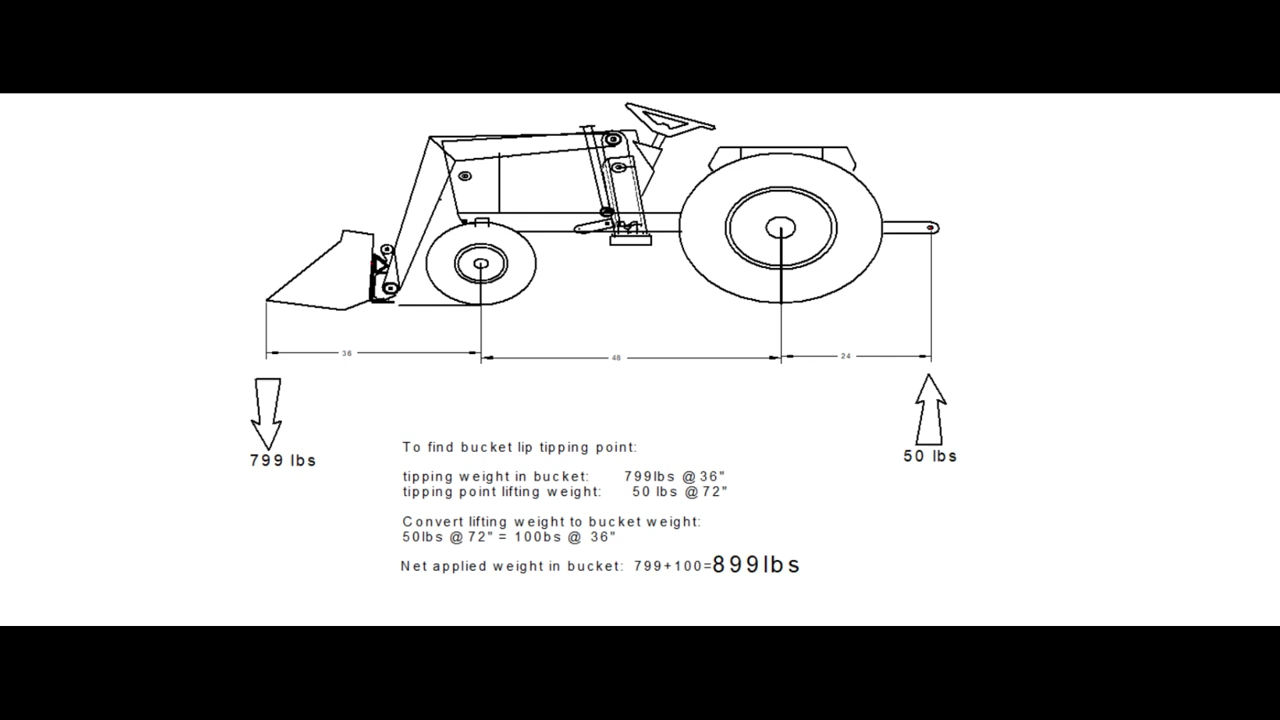 36
48
24
799 lbs
50 lbs
To find bucket lip tipping point:
tipping weight in bucket: 799lbs @36"
tipping point lifting weight: 50 lbs @72"
Convert lifting weight to bucket weight:
50lbs @72" = 100bs @ 36"
Net applied weight in bucket: 799+100=899lbs